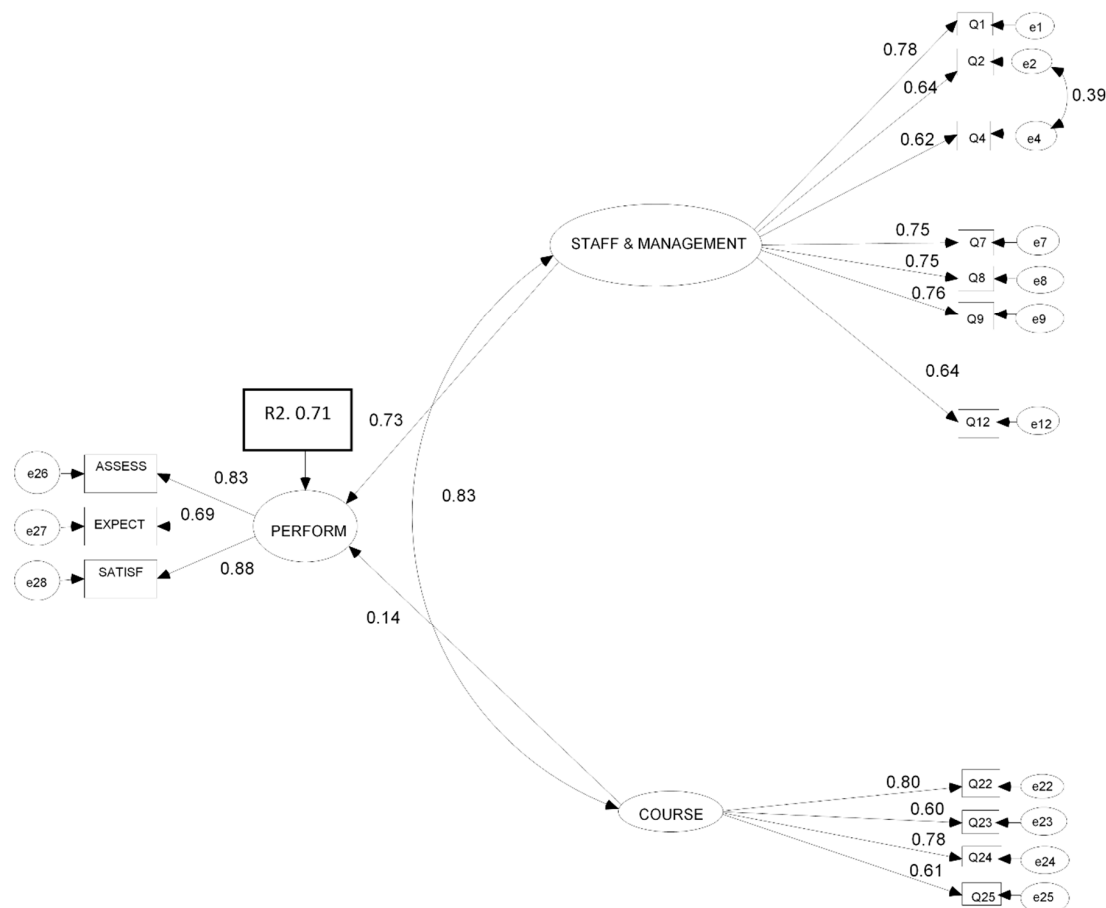 Q1
e1
0.78
Q2
e2
0.64
0.39
Q4
e4
0.62
STAFF & MANAGEMENT
0.75
Q7
e7
0.75
Q8
e8
0.76
Q9
e9
0.64
Q12
e12
R2. 0.71
0.73
ASSESS
e26
0.83
0.83
EXPECT
e27
0.69
PERFORM
SATISF
e28
0.88
0.14
COURSE
0.80
Q22
e22
0.60
Q23
e23
0.78
Q24
e24
0.61
Q25
e25